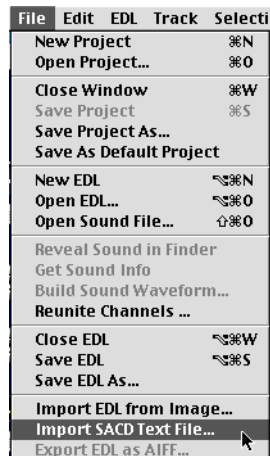 File Edit EDL Track Selecti
New Project ⌘N
Open Project... ⌘O
Close Window ⌘W
Save Project ⌘S
Save Project As...
Save As Default Project
New EDL ⌥⌘N
Open EDL... ⌥⌘O
Open Sound File... ⇧⌘O
Reveal Sound in Finder
Get Sound Info
Build Sound Waveform...
Reunite Channels ...
Close EDL ⌥⌘W
Save EDL ⌥⌘S
Save EDL As...
Import EDL from Image...
Import SACD Text File...
Export EDL as AIFF...